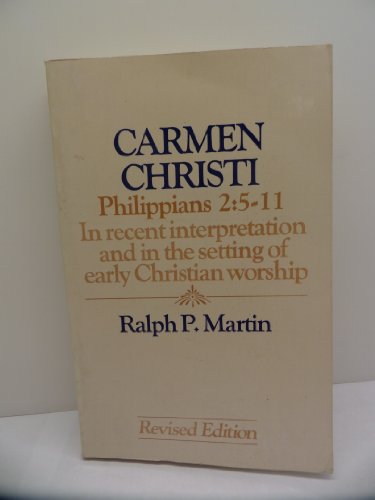 CARMEN
CHRISTI
Philippians 2:5-11
In recent interpretation
and in the setting of
early Christian worship
Ralph P. Martin
Revised Edition